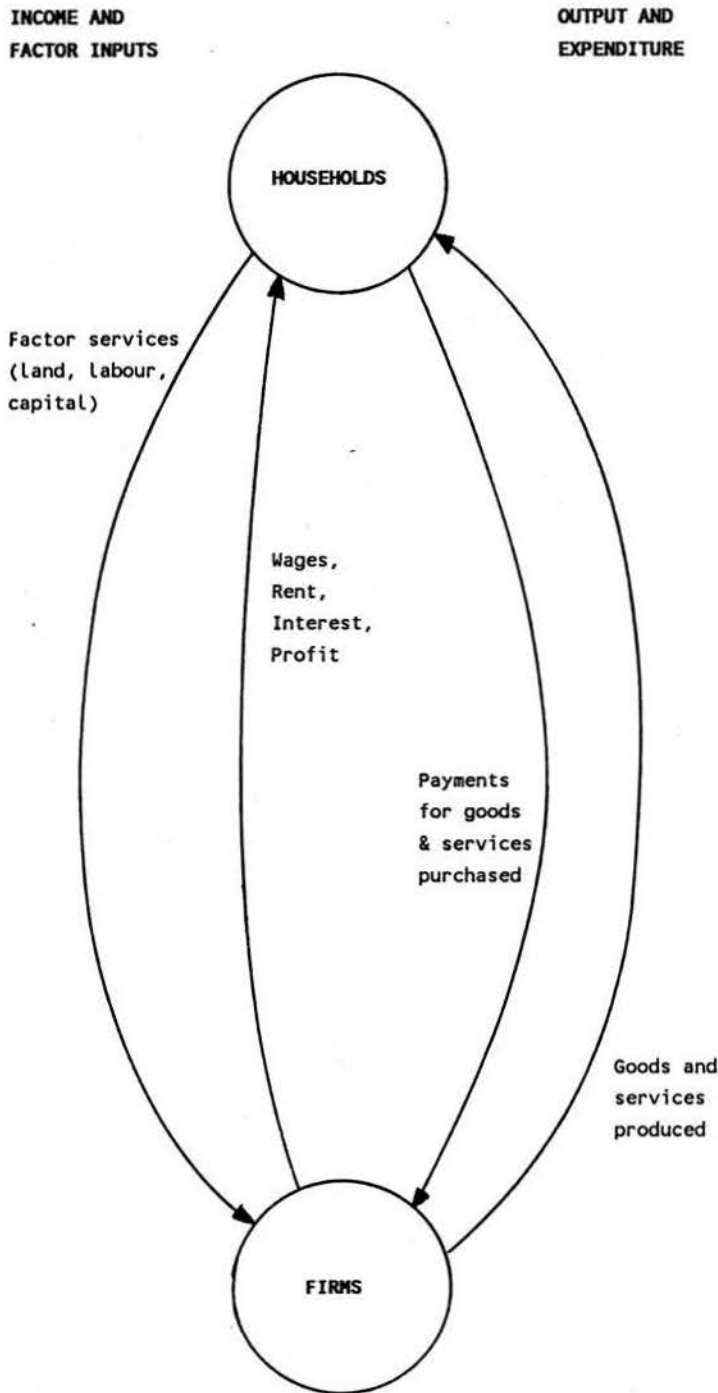 INCOME AND
FACTOR INPUTS
OUTPUT AND
EXPENDITURE
HOUSEHOLDS
Factor services
(land, labour,
capital)
Wages,
Rent,
Interest,
Profit
Payments
for goods
& services
purchased
Goods and
services
produced
FIRMS